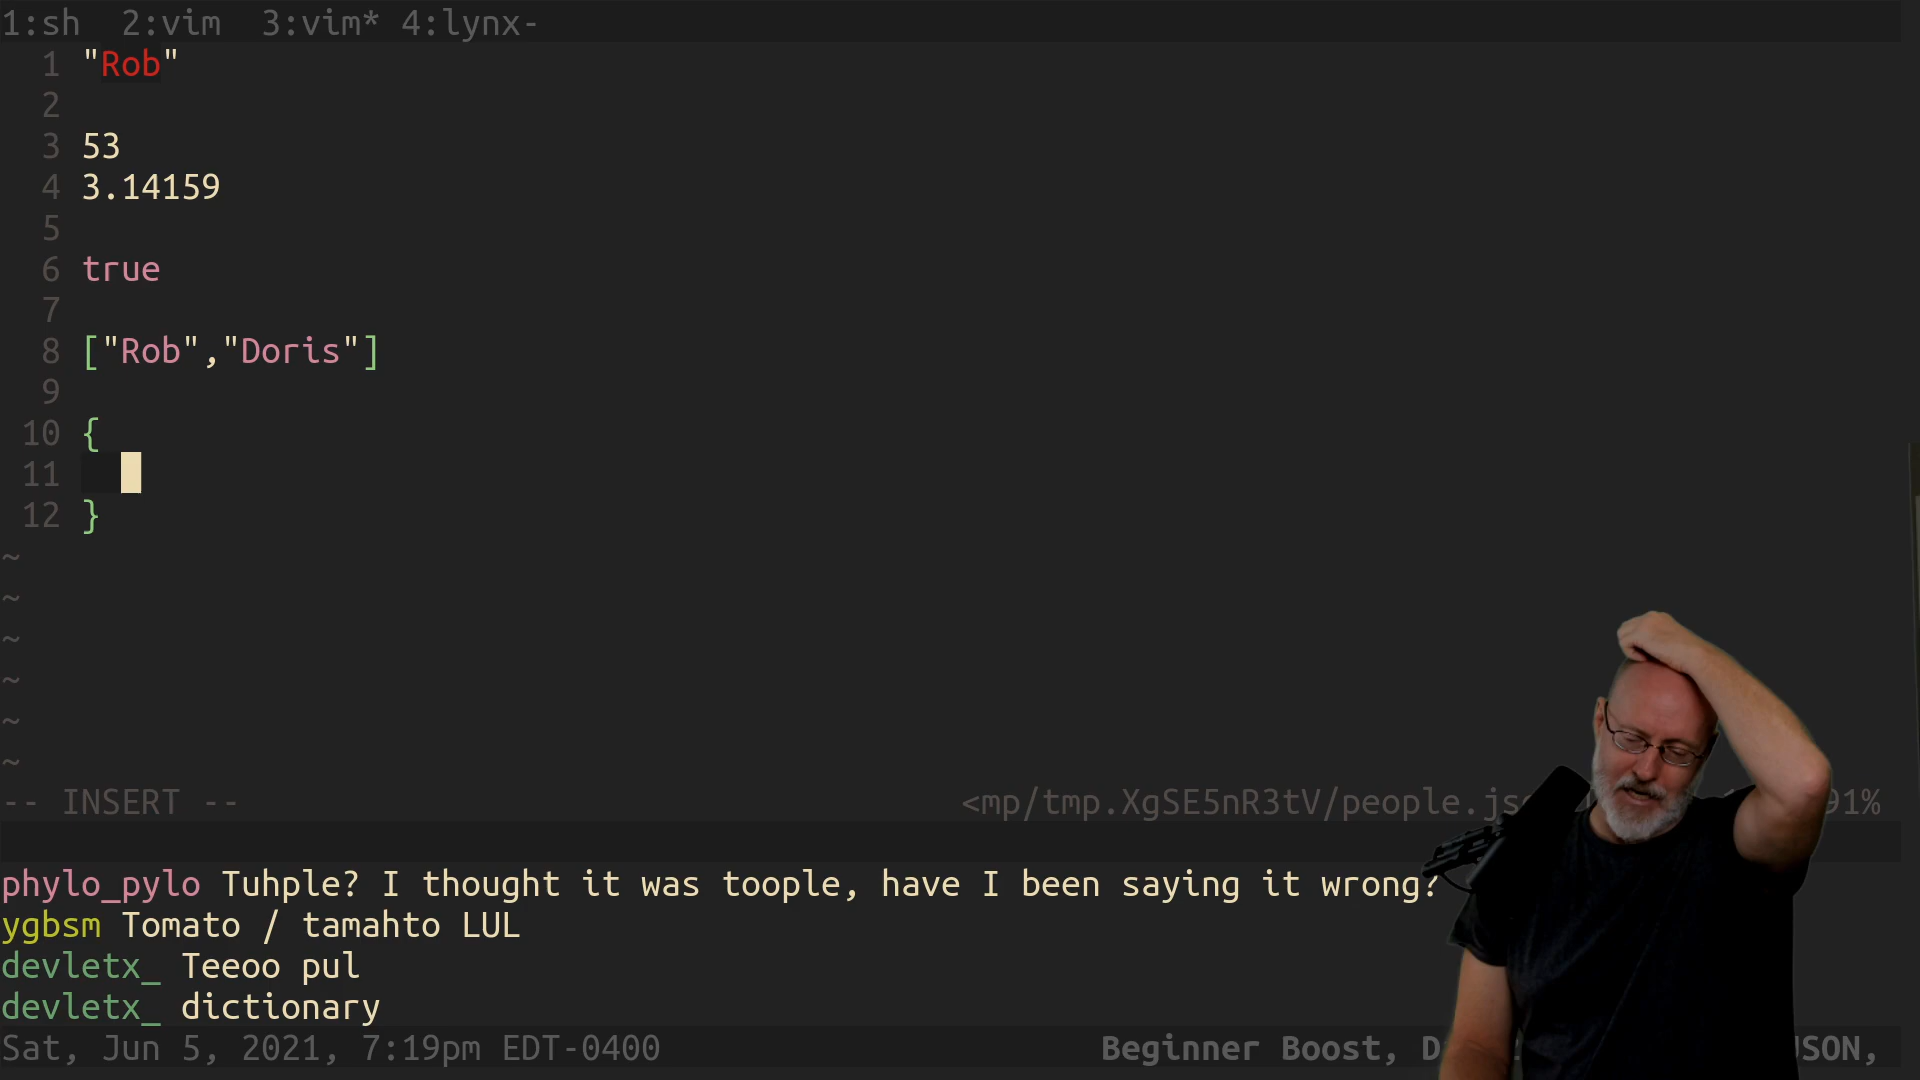 1:sh  2:vim  3:vim* 4:lynx-
1 "Rob"
2
3 53
4 3.14159
5
6 true
7
8 ["Rob","Doris"]
9
10 {
11
12 }
~
~
~
~
~
~
-- INSERT -- <mp/tmp.XgSE5nR3tV/people.js 91%
phylo_pylo Tuhple? I thought it was toople, have I been saying it wrong?
ygbsm Tomato / tamahto LUL
devletx_ Teeoo pul
devletx_ dictionary
Sat, Jun 5, 2021, 7:19pm EDT-0400 Beginner Boost, JSON,